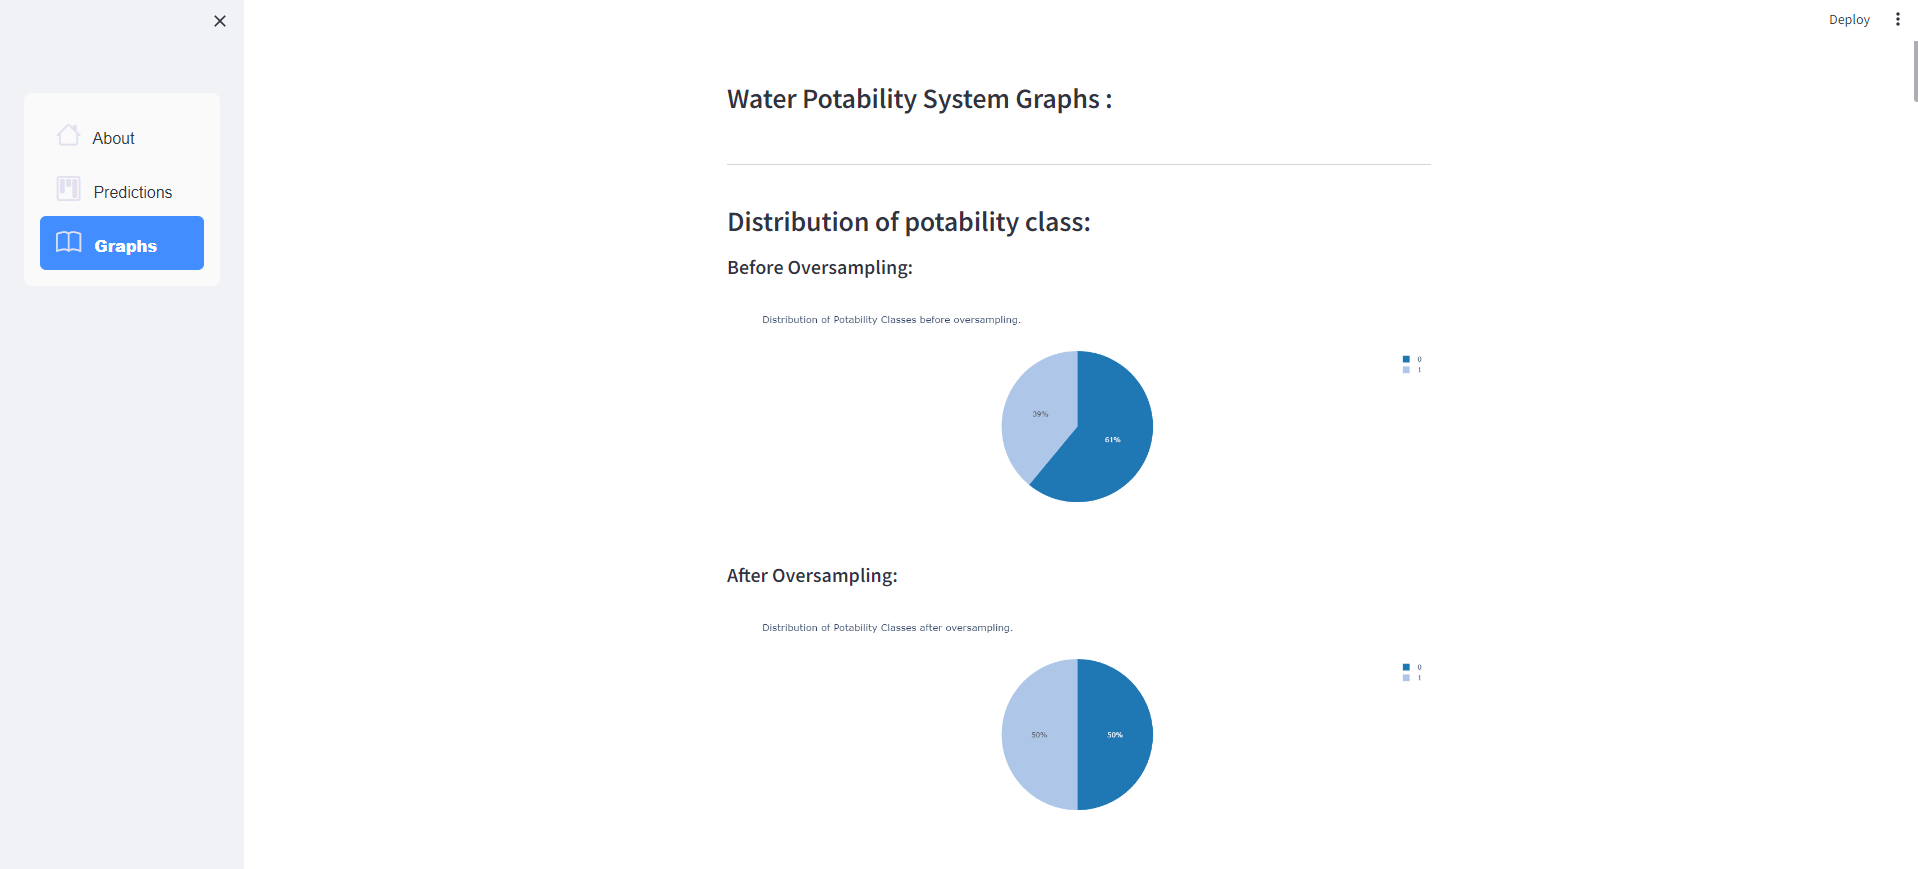 Deploy
About
Predictions
Graphs
Water Potability System Graphs :
Distribution of potability class:
Before Oversampling:
Distribution of Potability Classes before oversampling.
0
1
39%
61%
After Oversampling:
Distribution of Potability Classes after oversampling.
0
1
50%
50%